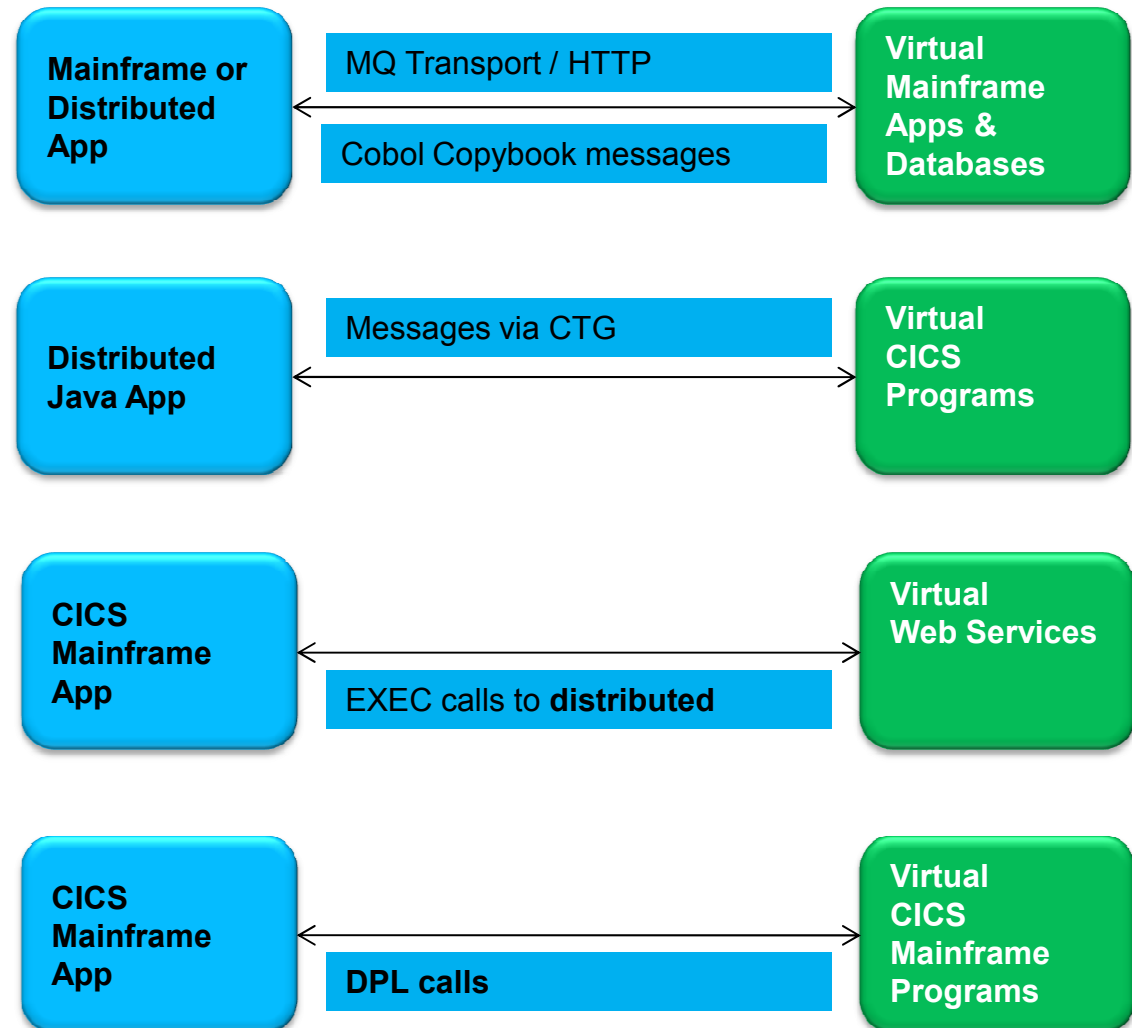 Mainframe or
Distributed
App
MQ Transport / HTTP
Cobol Copybook messages
Virtual
Mainframe
Apps &
Databases
Distributed
Java App
Messages via CTG
Virtual
CICS
Programs
CICS
Mainframe
App
EXEC calls to distributed
Virtual
Web Services
CICS
Mainframe
App
DPL calls
Virtual
CICS
Mainframe
Programs